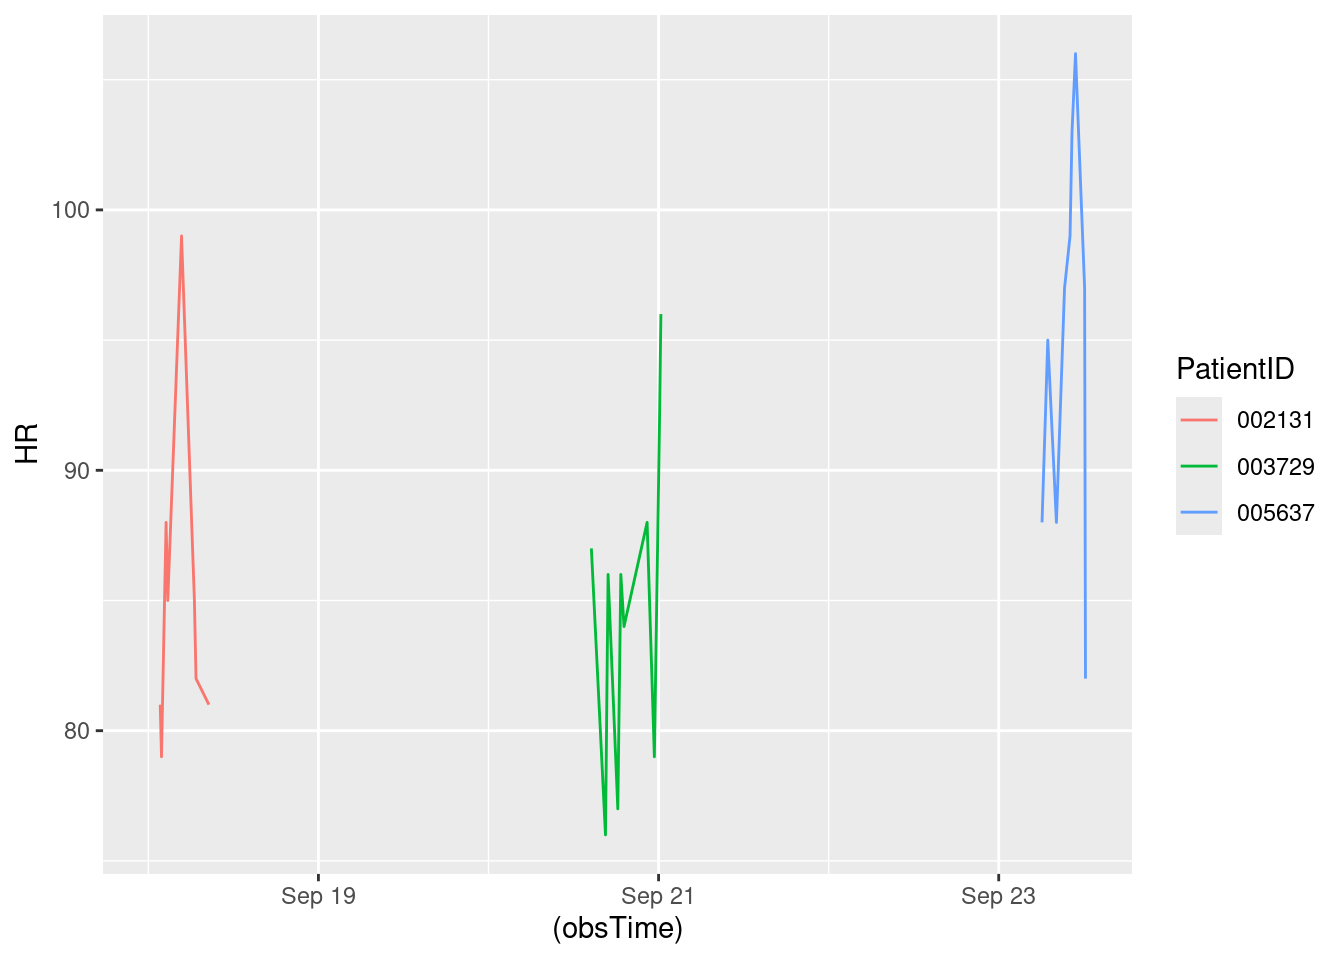 HR
100
90
80
Sep 19
Sep 21
Sep 23
(obsTime)
PatientID
002131
003729
005637